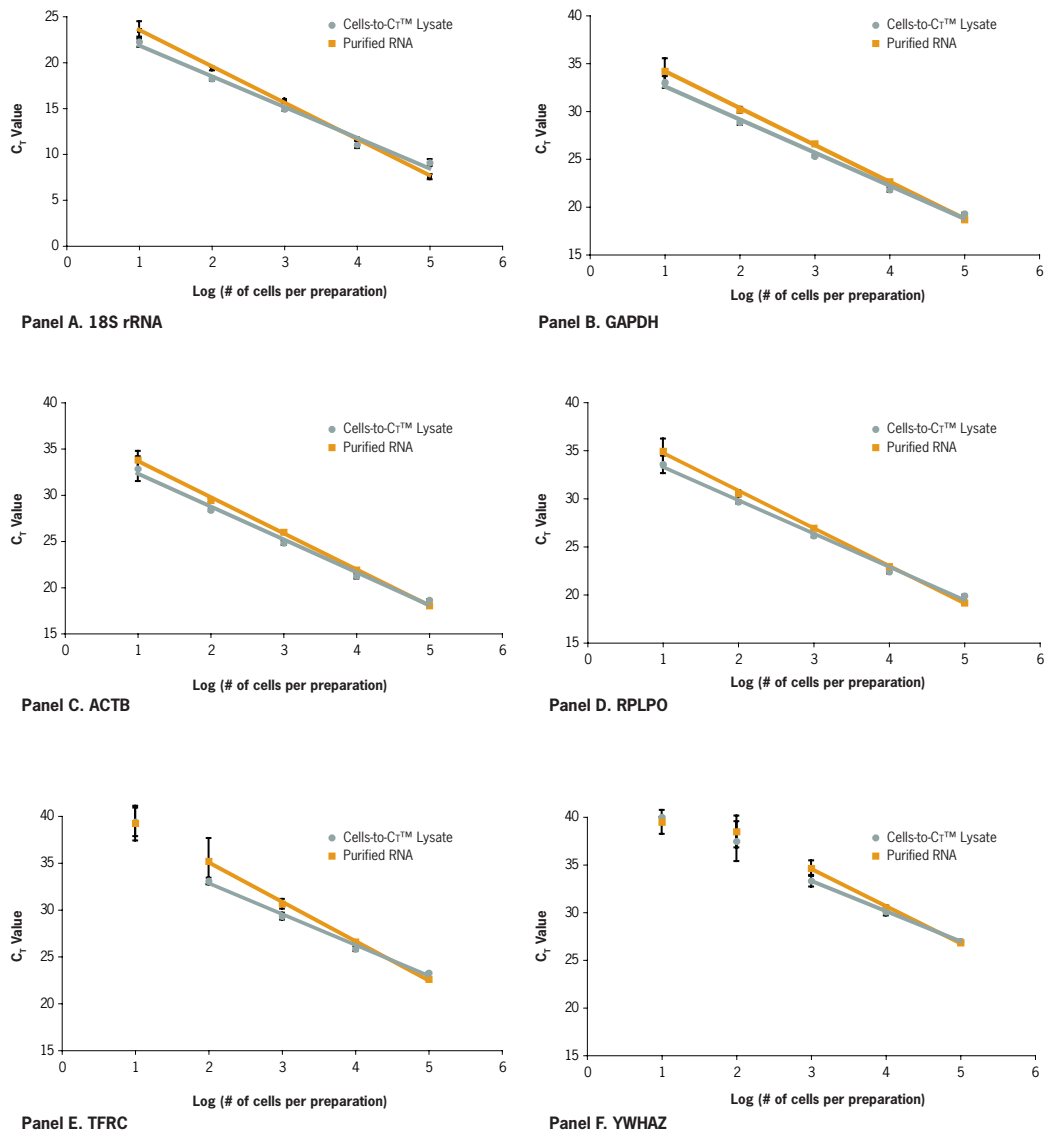 25
20
15
10
5
0
C_T Value
0 1 2 3 4 5 6
Log (# of cells per preparation)
Cells-to-CT™ Lysate
Purified RNA
Panel A. 18S rRNA
40
35
30
25
20
15
C_T Value
0 1 2 3 4 5 6
Log (# of cells per preparation)
Cells-to-CT™ Lysate
Purified RNA
Panel B. GAPDH
40
35
30
25
20
15
C_T Value
0 1 2 3 4 5 6
Log (# of cells per preparation)
Cells-to-CT™ Lysate
Purified RNA
Panel C. ACTB
40
35
30
25
20
15
C_T Value
0 1 2 3 4 5 6
Log (# of cells per preparation)
Cells-to-CT™ Lysate
Purified RNA
Panel D. RPLPO
40
35
30
25
20
15
C_T Value
0 1 2 3 4 5 6
Log (# of cells per preparation)
Cells-to-CT™ Lysate
Purified RNA
Panel E. TFRC
40
35
30
25
20
15
C_T Value
0 1 2 3 4 5 6
Log (# of cells per preparation)
Cells-to-CT™ Lysate
Purified RNA
Panel F. YWHAZ